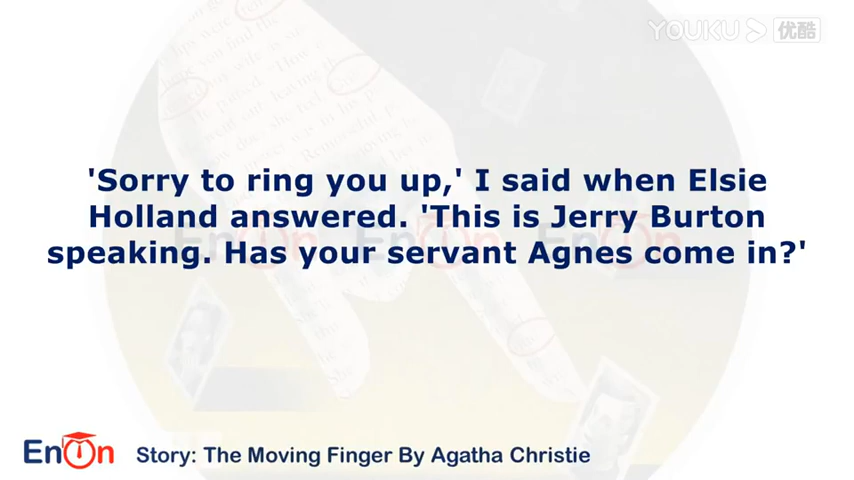 YOUKU 优酷
'Sorry to ring you up,' I said when Elsie
Holland answered. 'This is Jerry Burton
speaking. Has your servant Agnes come in?'
EnOn
Story: The Moving Finger By Agatha Christie